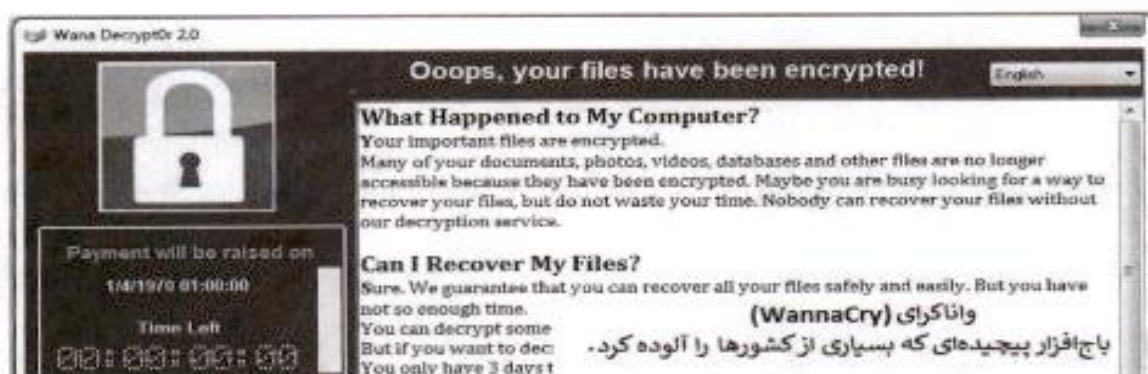 Wana Decrypt0r 2.0
Ooops, your files have been encrypted!
English
What Happened to My Computer?
Your important files are encrypted.
Many of your documents, photos, videos, databases and other files are no longer
accessible because they have been encrypted. Maybe you are busy looking for a way to
recover your files, but do not waste your time. Nobody can recover your files without
our decryption service.
Payment will be raised on
1/4/1970 01:00:00
Time Left
00:00:00:00
Can I Recover My Files?
Sure. We guarantee that you can recover all your files safely and easily. But you have
not so enough time.
You can decrypt some
But if you want to dec
You only have 3 days t
واناکرای (WannaCry)
باج‌افزار پیچیده‌ای که بسیاری از کشورها را آلوده کرد.